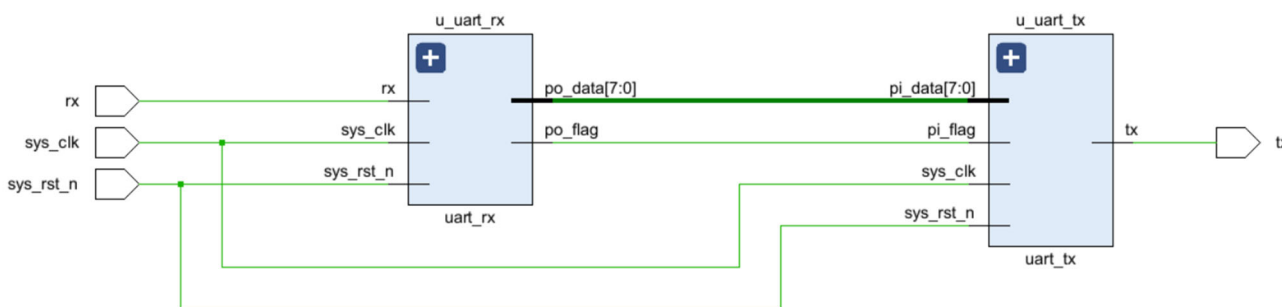 u_uart_rx
u_uart_tx
rx
rx
po_data[7:0]
pi_data[7:0]
sys_clk
sys_clk
po_flag
pi_flag
tx
sys_rst_n
sys_rst_n
sys_clk
sys_rst_n
uart_rx
uart_tx